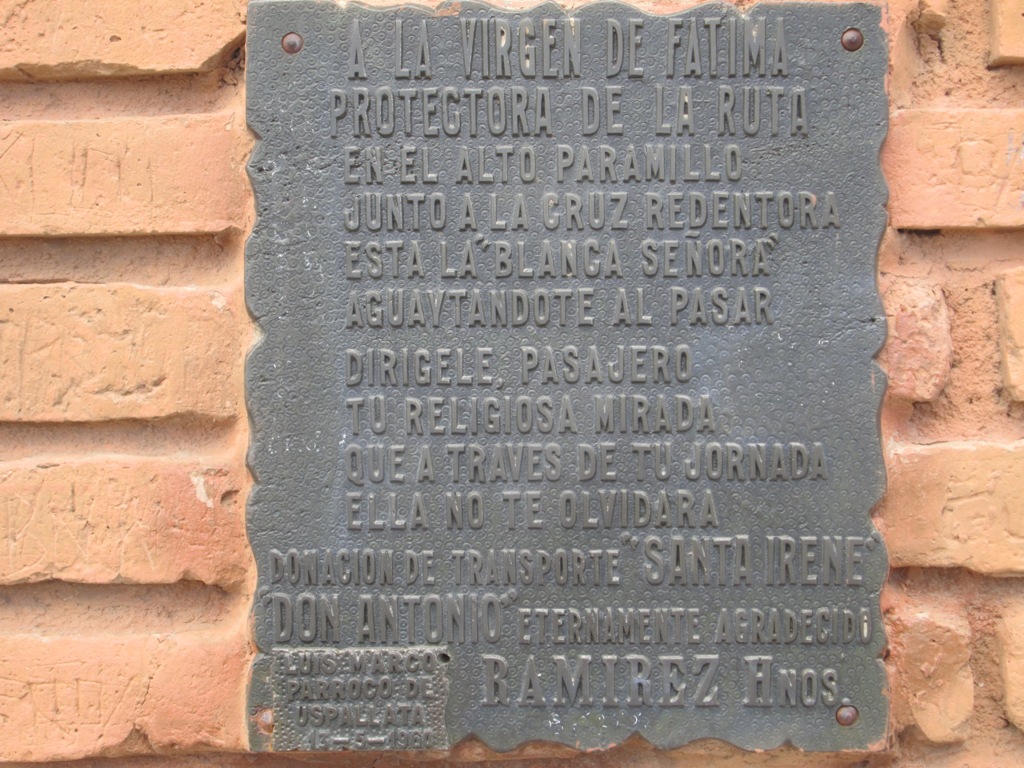 A LA VIRGEN DE FATIMA
PROTECTORA DE LA RUTA
EN EL ALTO PARAMILLO
JUNTO A LA CRUZ REDENTORA
ESTA LA "BLANCA SEÑORA"
AGUAYTANDOTE AL PASAR
DIRIGELE, PASAJERO
TU RELIGIOSA MIRADA
QUE A TRAVES DE TU JORNADA
ELLA NO TE OLVIDARA
DONACION DE TRANSPORTE "SANTA IRENE"
"DON ANTONIO" ETERNAMENTE AGRADECIDO
RAMIREZ HNOS.
LUIS MARCO
PARROCO DE
USPALLATA